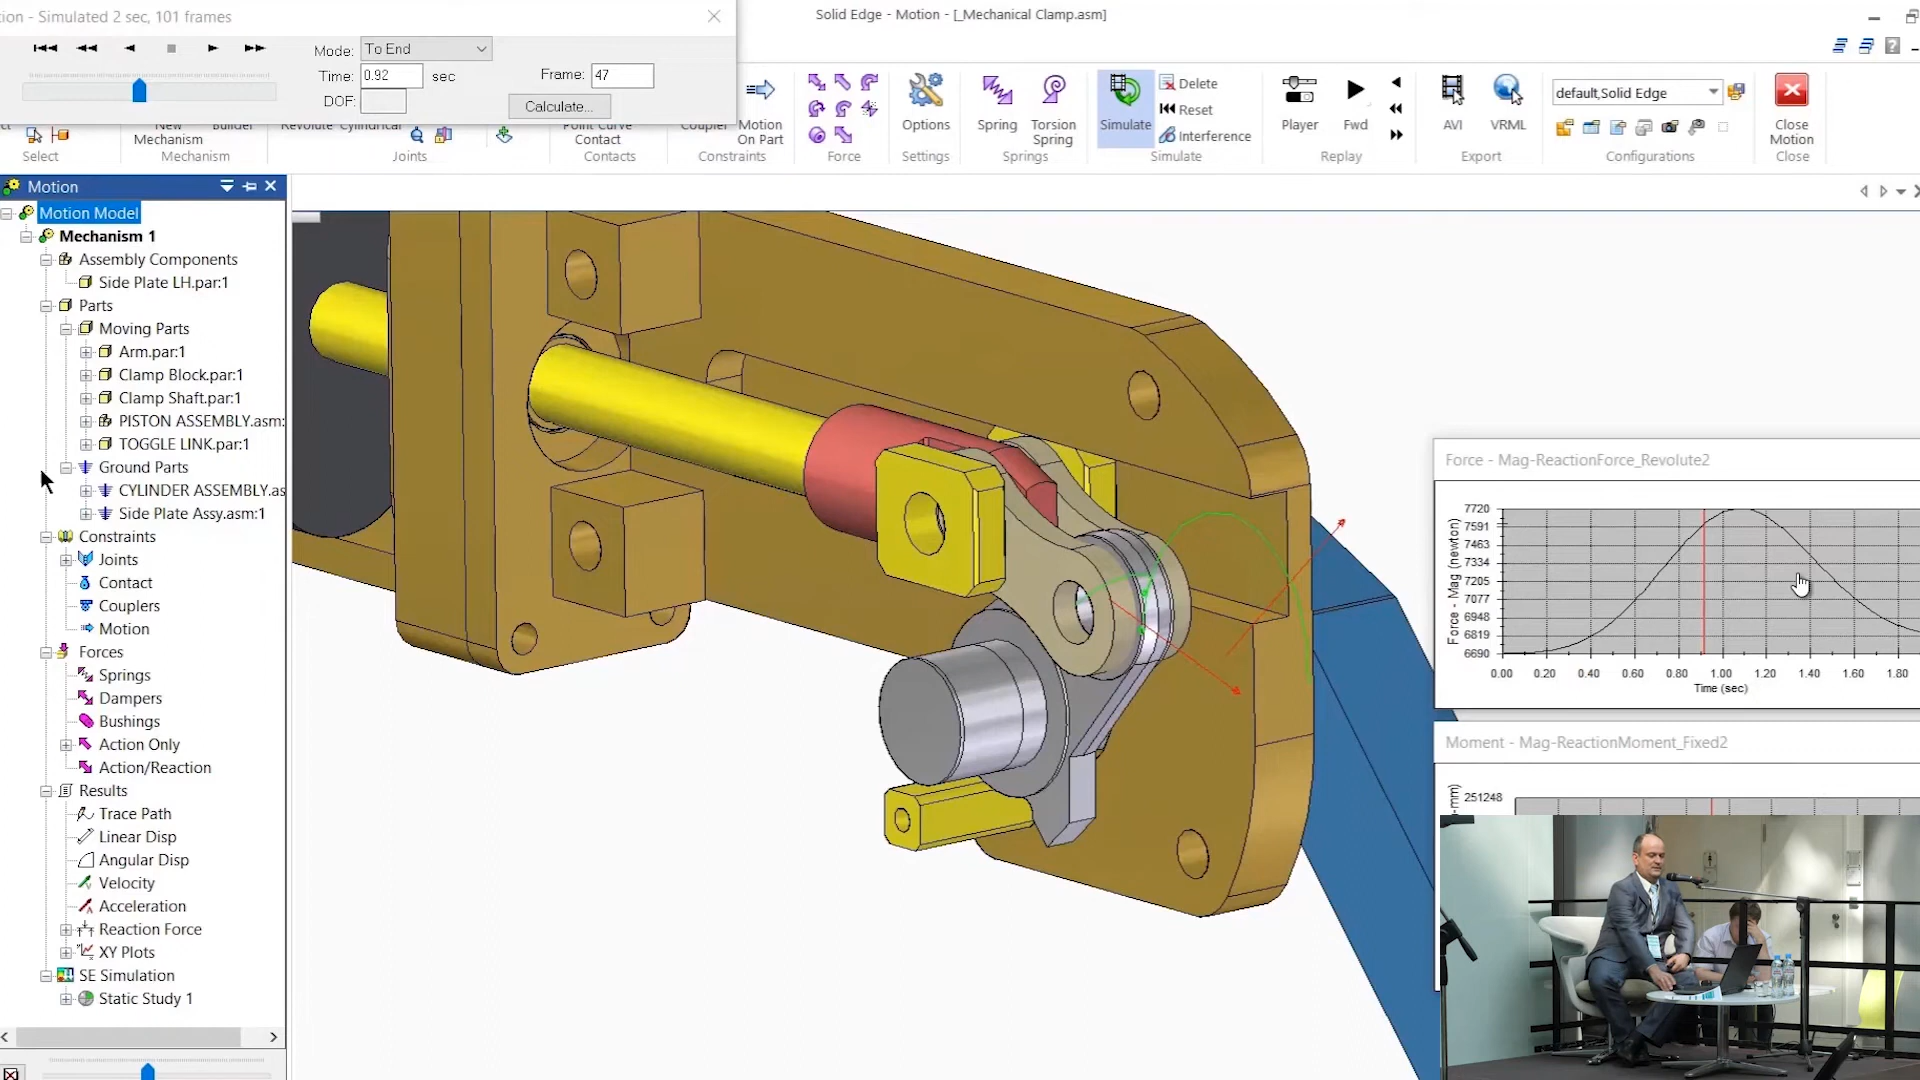 tion - Simulated 2 sec, 101 frames
Solid Edge - Motion - [_Mechanical Clamp.asm]
Mode: To End
Time: 0.92 sec
Frame: 47
DOF:
Calculate...
New
Mechanism
Builder
Revolute
Cylindrical
Point Curve
Contact
Coupler
Motion
On Part
Options
Spring
Torsion
Spring
Simulate
Delete
Reset
Interference
Player
Fwd
AVI
VRML
default,Solid Edge
Close
Motion
Select
Mechanism
Joints
Contacts
Constraints
Force
Settings
Springs
Simulate
Replay
Export
Configurations
Close
Motion
Motion Model
Mechanism 1
Assembly Components
Side Plate LH.par:1
Parts
Moving Parts
Arm.par:1
Clamp Block.par:1
Clamp Shaft.par:1
PISTON ASSEMBLY.asm:
TOGGLE LINK.par:1
Ground Parts
CYLINDER ASSEMBLY.as
Side Plate Assy.asm:1
Constraints
Joints
Contact
Couplers
Motion
Forces
Springs
Dampers
Bushings
Action Only
Action/Reaction
Results
Trace Path
Linear Disp
Angular Disp
Velocity
Acceleration
Reaction Force
XY Plots
SE Simulation
Static Study 1
Force - Mag-ReactionForce_Revolute2
Force - Mag (newton)
7720
7591
7463
7334
7205
7077
6948
6819
6690
0.00 0.20 0.40 0.60 0.80 1.00 1.20 1.40 1.60 1.80
Time (sec)
Moment - Mag-ReactionMoment_Fixed2
251248
-mm)